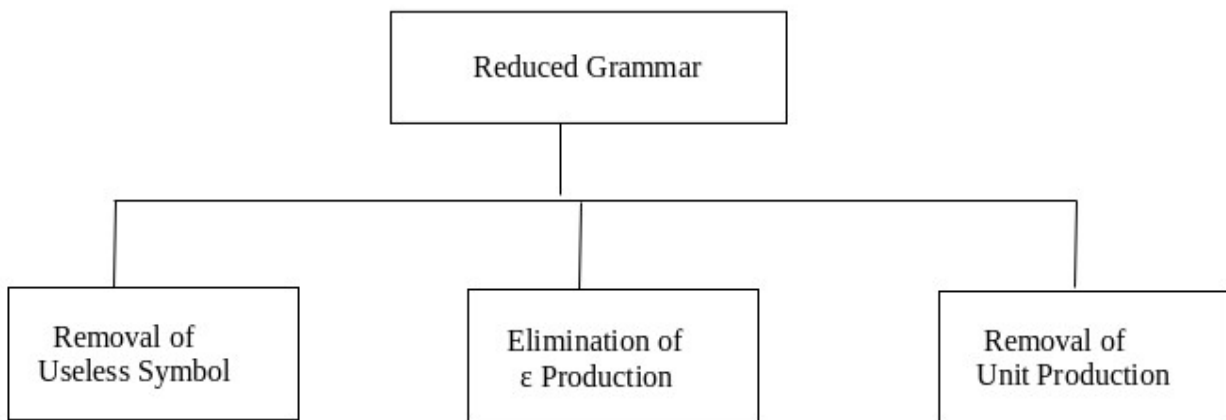 Reduced Grammar
Removal of
Useless Symbol
Elimination of
ε Production
Removal of
Unit Production